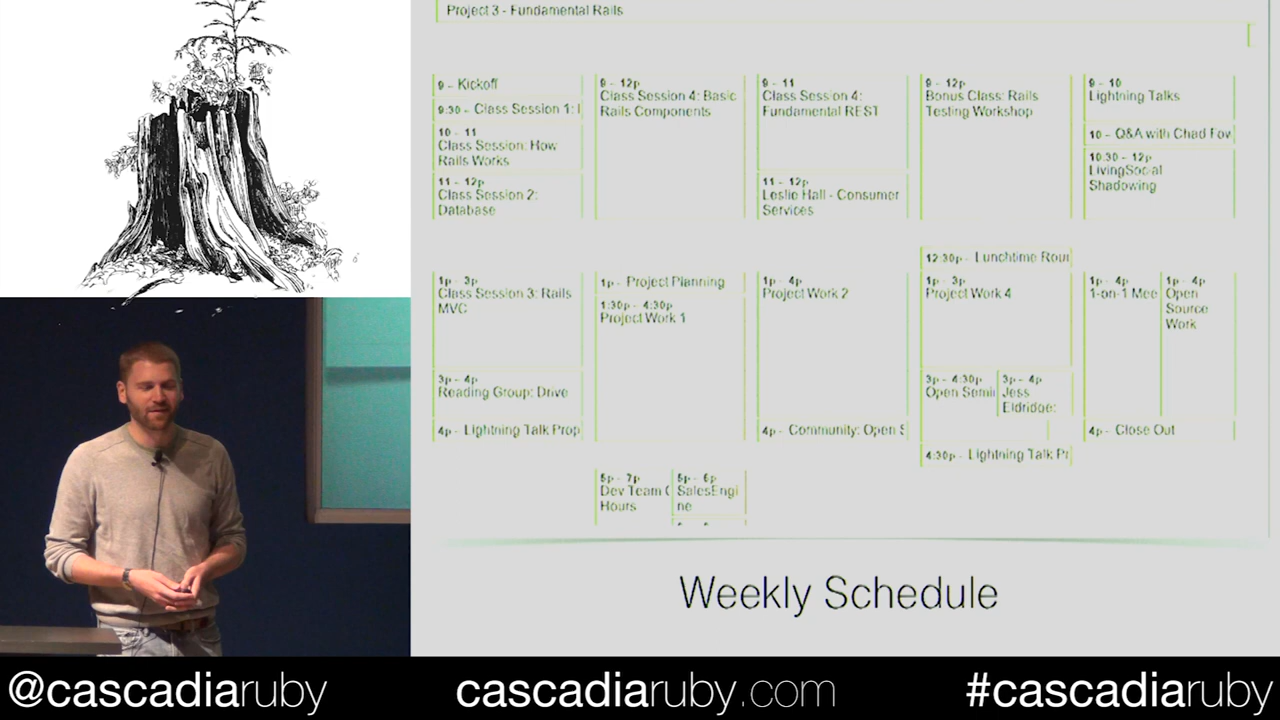 Project 3 - Fundamental Rails
9 - Kickoff
9:30 - Class Session 1:
10 - 11
Class Session: How
Rails Works
11 - 12p
Class Session 2:
Database
9 - 12p
Class Session 4: Basic
Rails Components
9 - 11
Class Session 4:
Fundamental REST
11 - 12p
Leslie Hall - Consumer
Services
9 - 12p
Bonus Class: Rails
Testing Workshop
9 - 10
Lightning Talks
10 - Q&A with Chad Fow
10:30 - 12p
LivingSocial
Shadowing
12:30p - Lunchtime Rou
1p - 3p
Class Session 3: Rails
MVC
3p - 4p
Reading Group: Drive
4p - Lightning Talk Prop
1p - Project Planning
1:30p - 4:30p
Project Work 1
5p - 7p
Dev Team
Hours
5p - 6p
SalesEngi
ne
1p - 4p
Project Work 2
4p - Community: Open S
1p - 3p
Project Work 4
3p - 4:30p
Open Semi
3p - 4p
Jess
Eldridge:
4:30p - Lightning Talk Pr
1p - 4p
1-on-1 Mee
1p - 4p
Open
Source
Work
4p - Close Out
Weekly Schedule
@cascadiaruby
cascadiaruby.com
#cascadiaruby